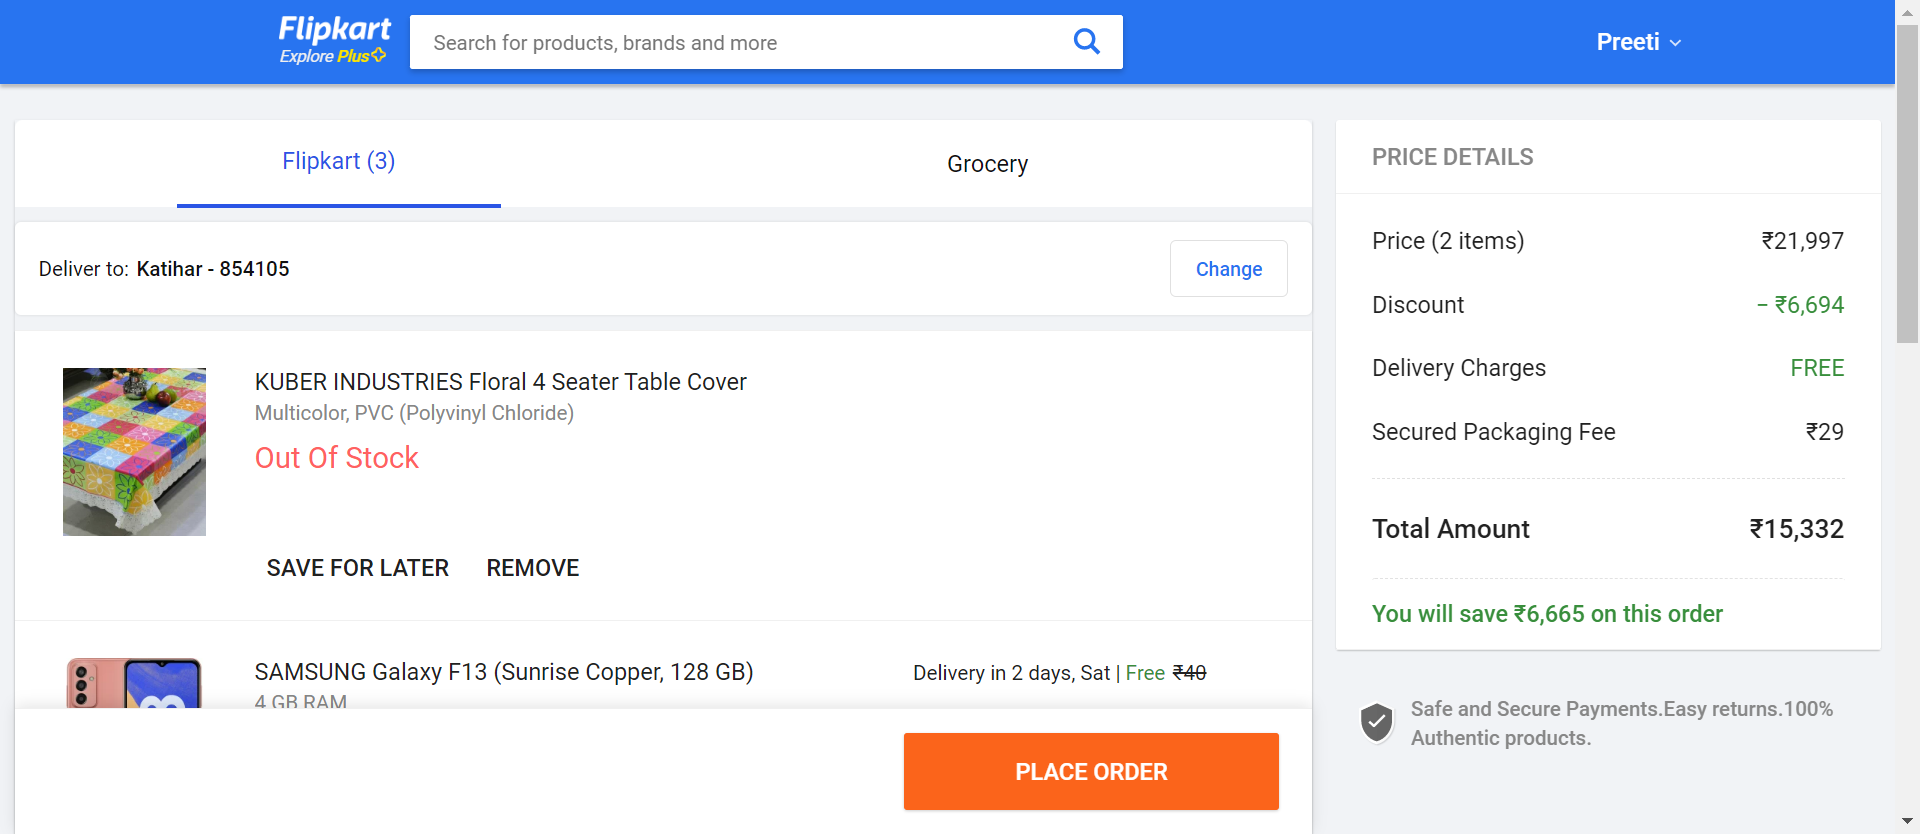 Flipkart
Explore Plus
Search for products, brands and more
Preeti
Flipkart (3)
Grocery
Deliver to: Katihar - 854105
Change
KUBER INDUSTRIES Floral 4 Seater Table Cover
Multicolor, PVC (Polyvinyl Chloride)
Out Of Stock
SAVE FOR LATER
REMOVE
SAMSUNG Galaxy F13 (Sunrise Copper, 128 GB)
4 GB RAM
Delivery in 2 days, Sat | Free ₹40
PLACE ORDER
PRICE DETAILS
Price (2 items) ₹21,997
Discount − ₹6,694
Delivery Charges FREE
Secured Packaging Fee ₹29
Total Amount ₹15,332
You will save ₹6,665 on this order
Safe and Secure Payments.Easy returns.100%
Authentic products.